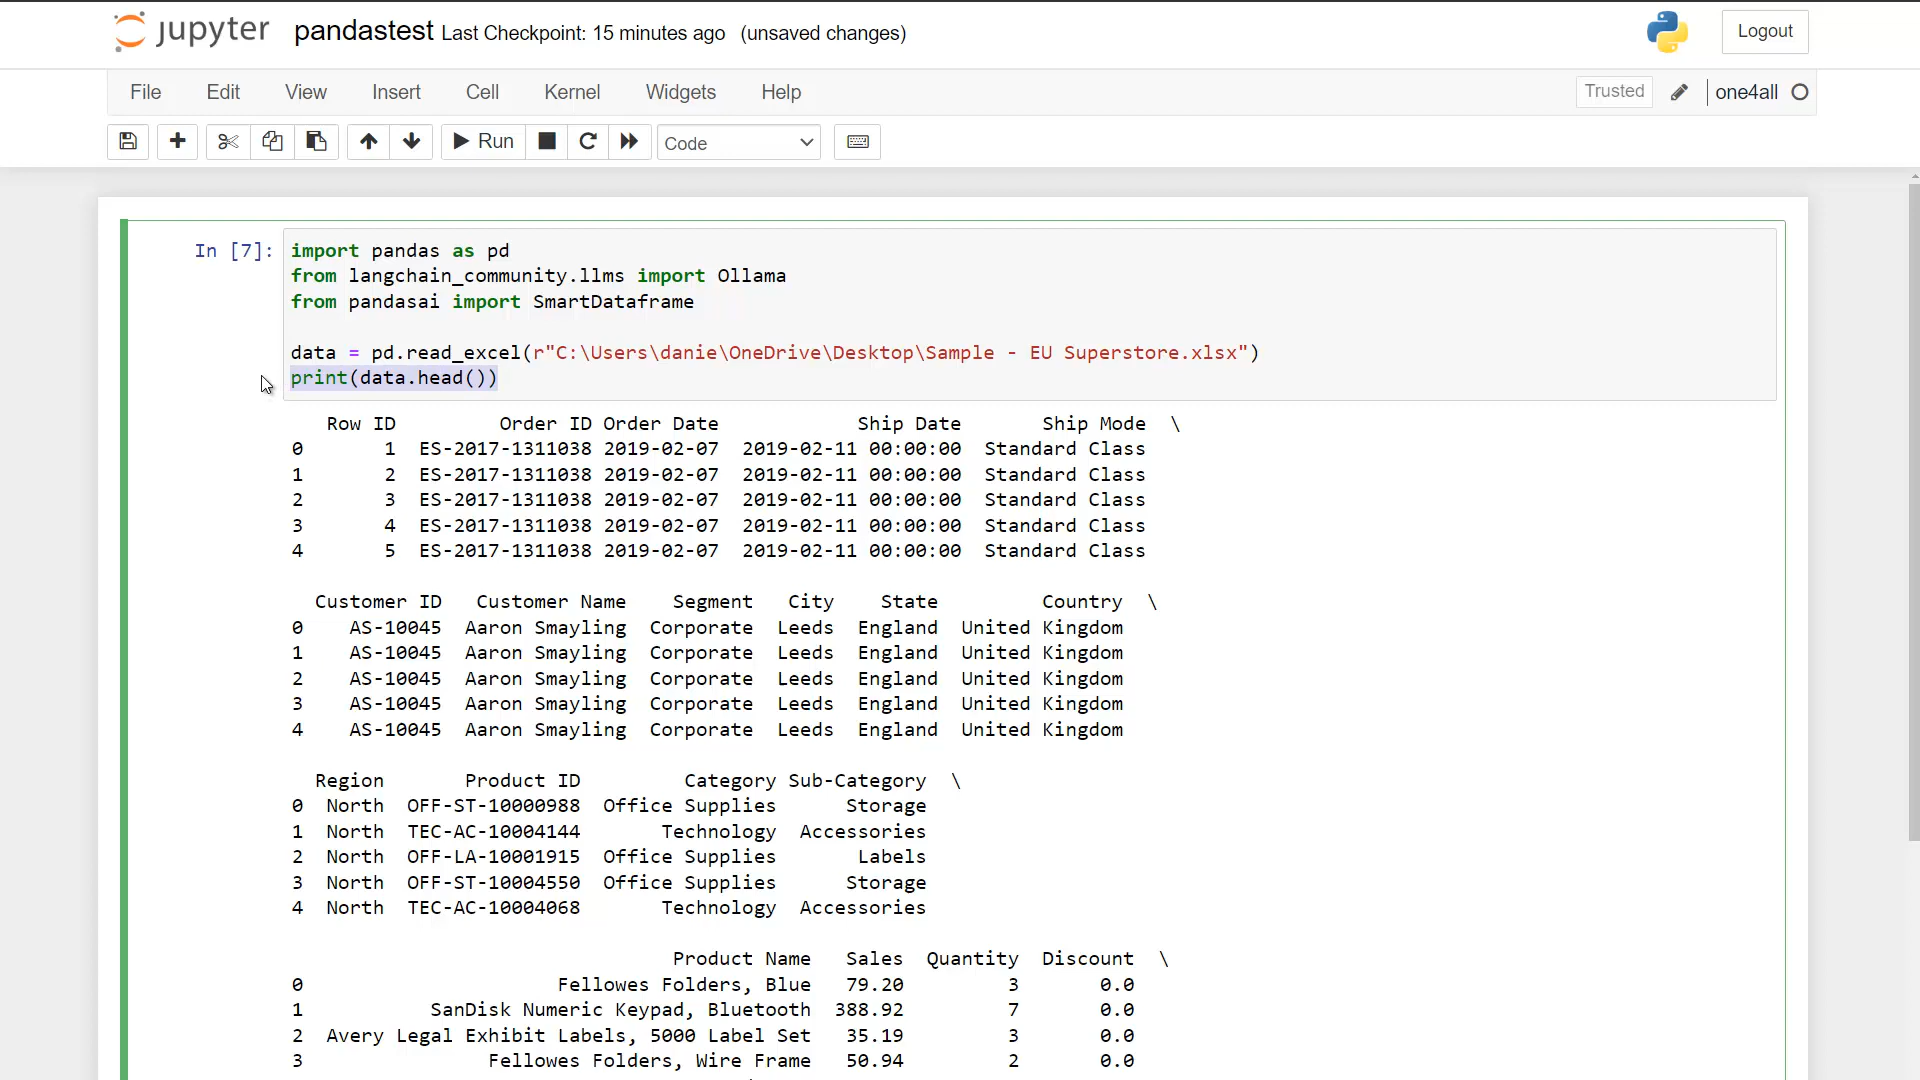 jupyter pandastest Last Checkpoint: 15 minutes ago (unsaved changes) Logout
File Edit View Insert Cell Kernel Widgets Help Trusted one4all
Run Code
In [7]: import pandas as pd
from langchain_community.llms import Ollama
from pandasai import SmartDataframe
data = pd.read_excel(r"C:\Users\danie\OneDrive\Desktop\Sample - EU Superstore.xlsx")
print(data.head())
Row ID Order ID Order Date Ship Date Ship Mode \
0 1 ES-2017-1311038 2019-02-07 2019-02-11 00:00:00 Standard Class
1 2 ES-2017-1311038 2019-02-07 2019-02-11 00:00:00 Standard Class
2 3 ES-2017-1311038 2019-02-07 2019-02-11 00:00:00 Standard Class
3 4 ES-2017-1311038 2019-02-07 2019-02-11 00:00:00 Standard Class
4 5 ES-2017-1311038 2019-02-07 2019-02-11 00:00:00 Standard Class
Customer ID Customer Name Segment City State Country \
0 AS-10045 Aaron Smayling Corporate Leeds England United Kingdom
1 AS-10045 Aaron Smayling Corporate Leeds England United Kingdom
2 AS-10045 Aaron Smayling Corporate Leeds England United Kingdom
3 AS-10045 Aaron Smayling Corporate Leeds England United Kingdom
4 AS-10045 Aaron Smayling Corporate Leeds England United Kingdom
Region Product ID Category Sub-Category \
0 North OFF-ST-10000988 Office Supplies Storage
1 North TEC-AC-10004144 Technology Accessories
2 North OFF-LA-10001915 Office Supplies Labels
3 North OFF-ST-10004550 Office Supplies Storage
4 North TEC-AC-10004068 Technology Accessories
Product Name Sales Quantity Discount \
0 Fellowes Folders, Blue 79.20 3 0.0
1 SanDisk Numeric Keypad, Bluetooth 388.92 7 0.0
2 Avery Legal Exhibit Labels, 5000 Label Set 35.19 3 0.0
3 Fellowes Folders, Wire Frame 50.94 2 0.0